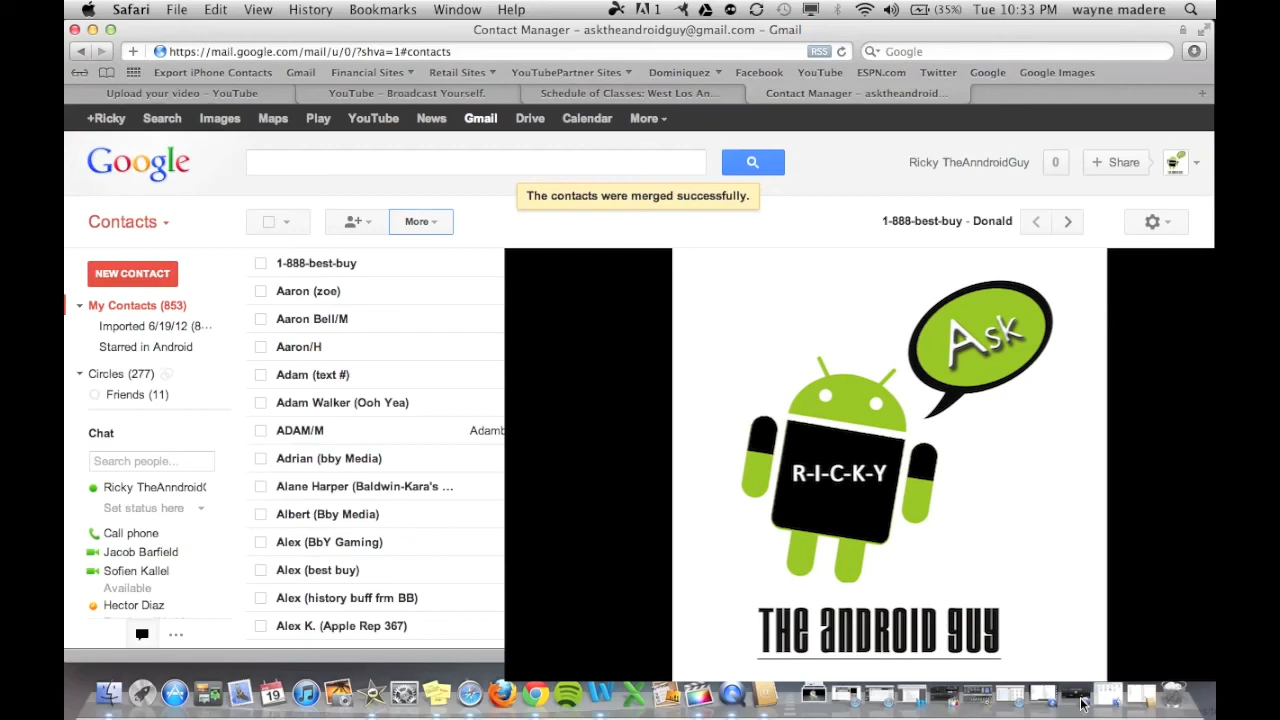 Safari File Edit View History Bookmarks Window Help 1 (35%) Tue 10:33 PM wayne madere
Contact Manager – asktheandroidguy@gmail.com – Gmail
https://mail.google.com/mail/u/0/?shva=1#contacts RSS Google
Export iPhone Contacts Gmail Financial Sites Retail Sites YouTubePartner Sites Dominiquez Facebook YouTube ESPN.com Twitter Google Google Images
Upload your video – YouTube YouTube – Broadcast Yourself. Schedule of Classes: West Los An... Contact Manager – asktheandroid...
+Ricky Search Images Maps Play YouTube News Gmail Drive Calendar More
Google Ricky TheAnndroidGuy 0 + Share
The contacts were merged successfully.
Contacts More 1-888-best-buy - Donald
NEW CONTACT
My Contacts (853)
Imported 6/19/12 (8···
Starred in Android
Circles (277)
Friends (11)
Chat
Search people...
Ricky TheAnndroidG
Set status here
Call phone
Jacob Barfield
Sofien Kallel
Available
Hector Diaz
1-888-best-buy
Aaron (zoe)
Aaron Bell/M
Aaron/H
Adam (text #)
Adam Walker (Ooh Yea)
ADAM/M Adamb
Adrian (bby Media)
Alane Harper (Baldwin-Kara's ...
Albert (Bby Media)
Alex (BbY Gaming)
Alex (best buy)
Alex (history buff frm BB)
Alex K. (Apple Rep 367)
Ask
R-I-C-K-Y
THE ANDROID GUY
19